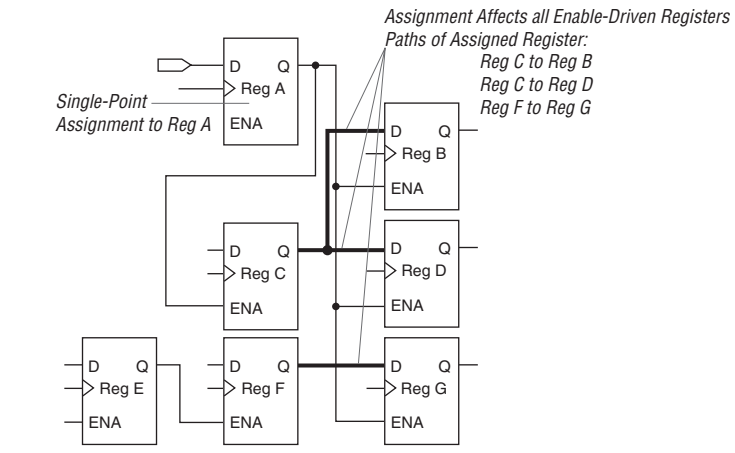 Assignment Affects all Enable-Driven Registers
Paths of Assigned Register:
Reg C to Reg B
Reg C to Reg D
Reg F to Reg G
D Q
Reg A
ENA
Single-Point
Assignment to Reg A
D Q
Reg B
ENA
D Q
Reg C
ENA
D Q
Reg D
ENA
D Q
Reg E
ENA
D Q
Reg F
ENA
D Q
Reg G
ENA